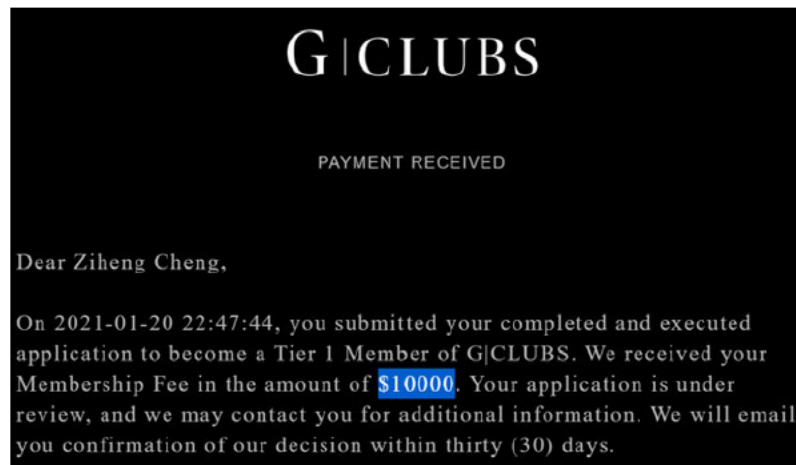 G|CLUBS
PAYMENT RECEIVED
Dear Ziheng Cheng,
On 2021-01-20 22:47:44, you submitted your completed and executed
application to become a Tier 1 Member of G|CLUBS. We received your
Membership Fee in the amount of $10000. Your application is under
review, and we may contact you for additional information. We will email
you confirmation of our decision within thirty (30) days.